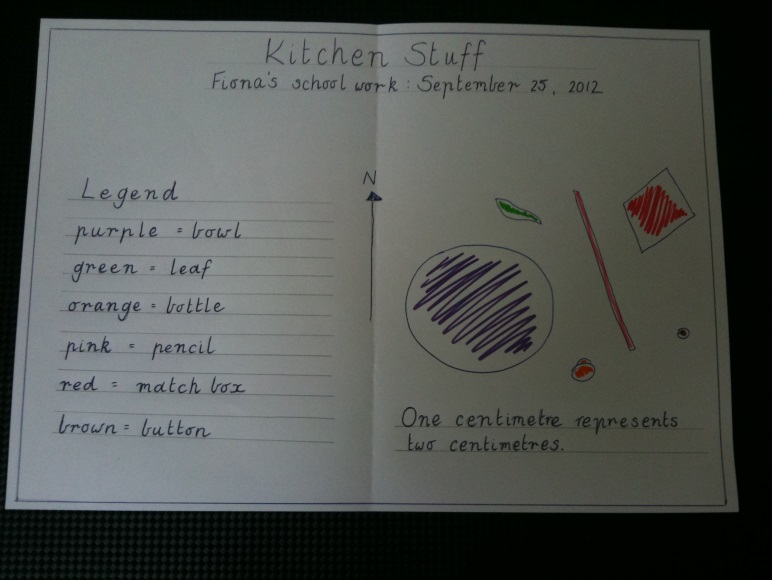 Kitchen Stuff
Fiona's school work : September 25, 2012
Legend
purple = bowl
green = leaf
orange = bottle
pink = pencil
red = match box
brown = button
N
One centimetre represents
two centimetres.